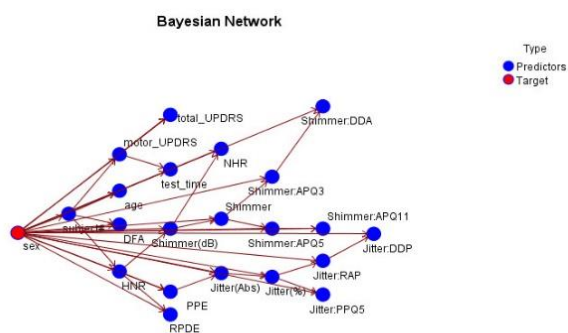 Bayesian Network
Type
Predictors
Target
total_UPDRS
Shimmer:DDA
motor_UPDRS
NHR
test_time
age
Shimmer:APQ3
Shimmer
Shimmer:APQ11
subject#
DFA
Shimmer(dB)
Shimmer:APQ5
Jitter:DDP
sex
HNR
Jitter:RAP
PPE
Jitter(Abs)
Jitter(%)
Jitter:PPQ5
RPDE